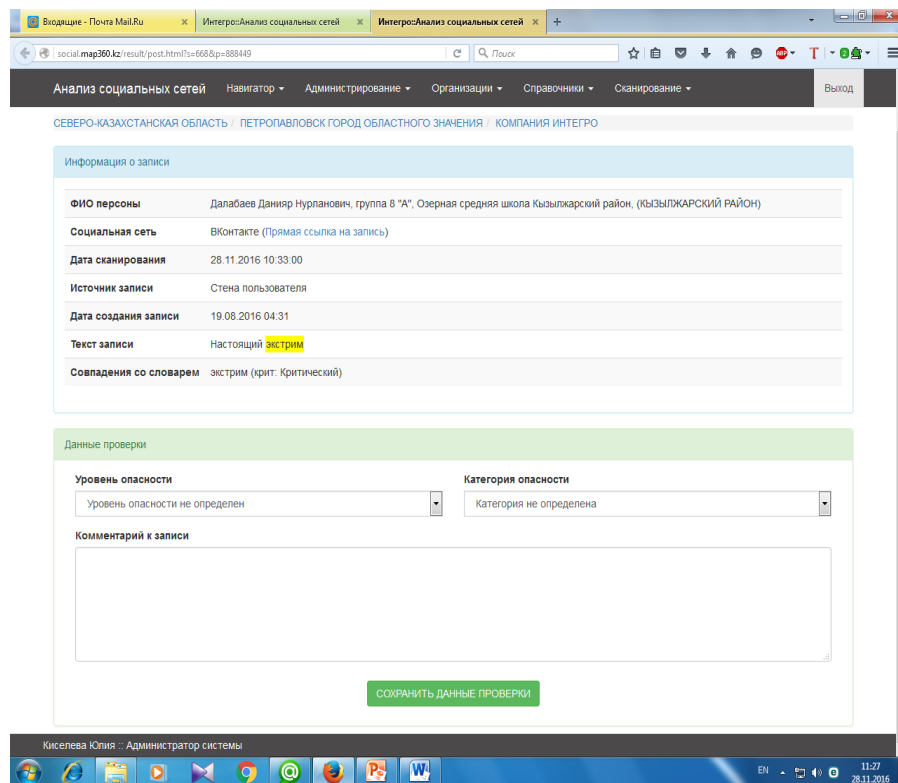 Входящие - Почта Mail.Ru
Интегро::Анализ социальных сетей
Интегро::Анализ социальных сетей
social.map360.kz/result/post.html?s=668&p=888449
Поиск
ABP
Анализ социальных сетей Навигатор Администрирование Организации Справочники Сканирование Выход
СЕВЕРО-КАЗАХСТАНСКАЯ ОБЛАСТЬ / ПЕТРОПАВЛОВСК ГОРОД ОБЛАСТНОГО ЗНАЧЕНИЯ / КОМПАНИЯ ИНТЕГРО
Информация о записи
ФИО персоны Далабаев Данияр Нурланович, группа 8 "А", Озерная средняя школа Кызылжарский район, (КЫЗЫЛЖАРСКИЙ РАЙОН)
Социальная сеть ВКонтакте (Прямая ссылка на запись)
Дата сканирования 28.11.2016 10:33:00
Источник записи Стена пользователя
Дата создания записи 19.08.2016 04:31
Текст записи Настоящий экстрим
Совпадения со словарем экстрим (крит: Критический)
Данные проверки
Уровень опасности Категория опасности
Уровень опасности не определен Категория не определена
Комментарий к записи
СОХРАНИТЬ ДАННЫЕ ПРОВЕРКИ
Киселева Юлия :: Администратор системы
EN 11:27
28.11.2016